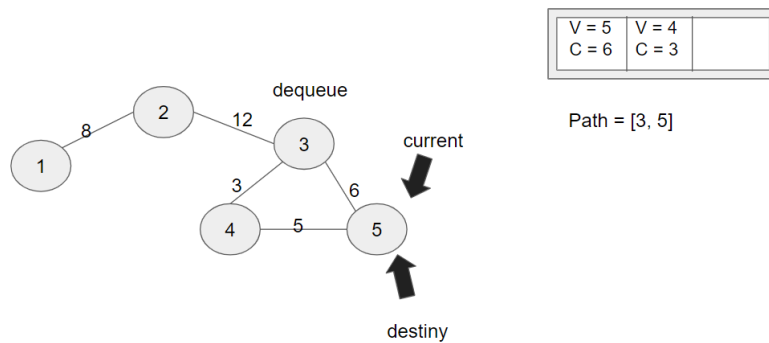 V = 5
C = 6
V = 4
C = 3
dequeue
2
12
Path = [3, 5]
8
3
current
1
3
6
4
5
5
destiny